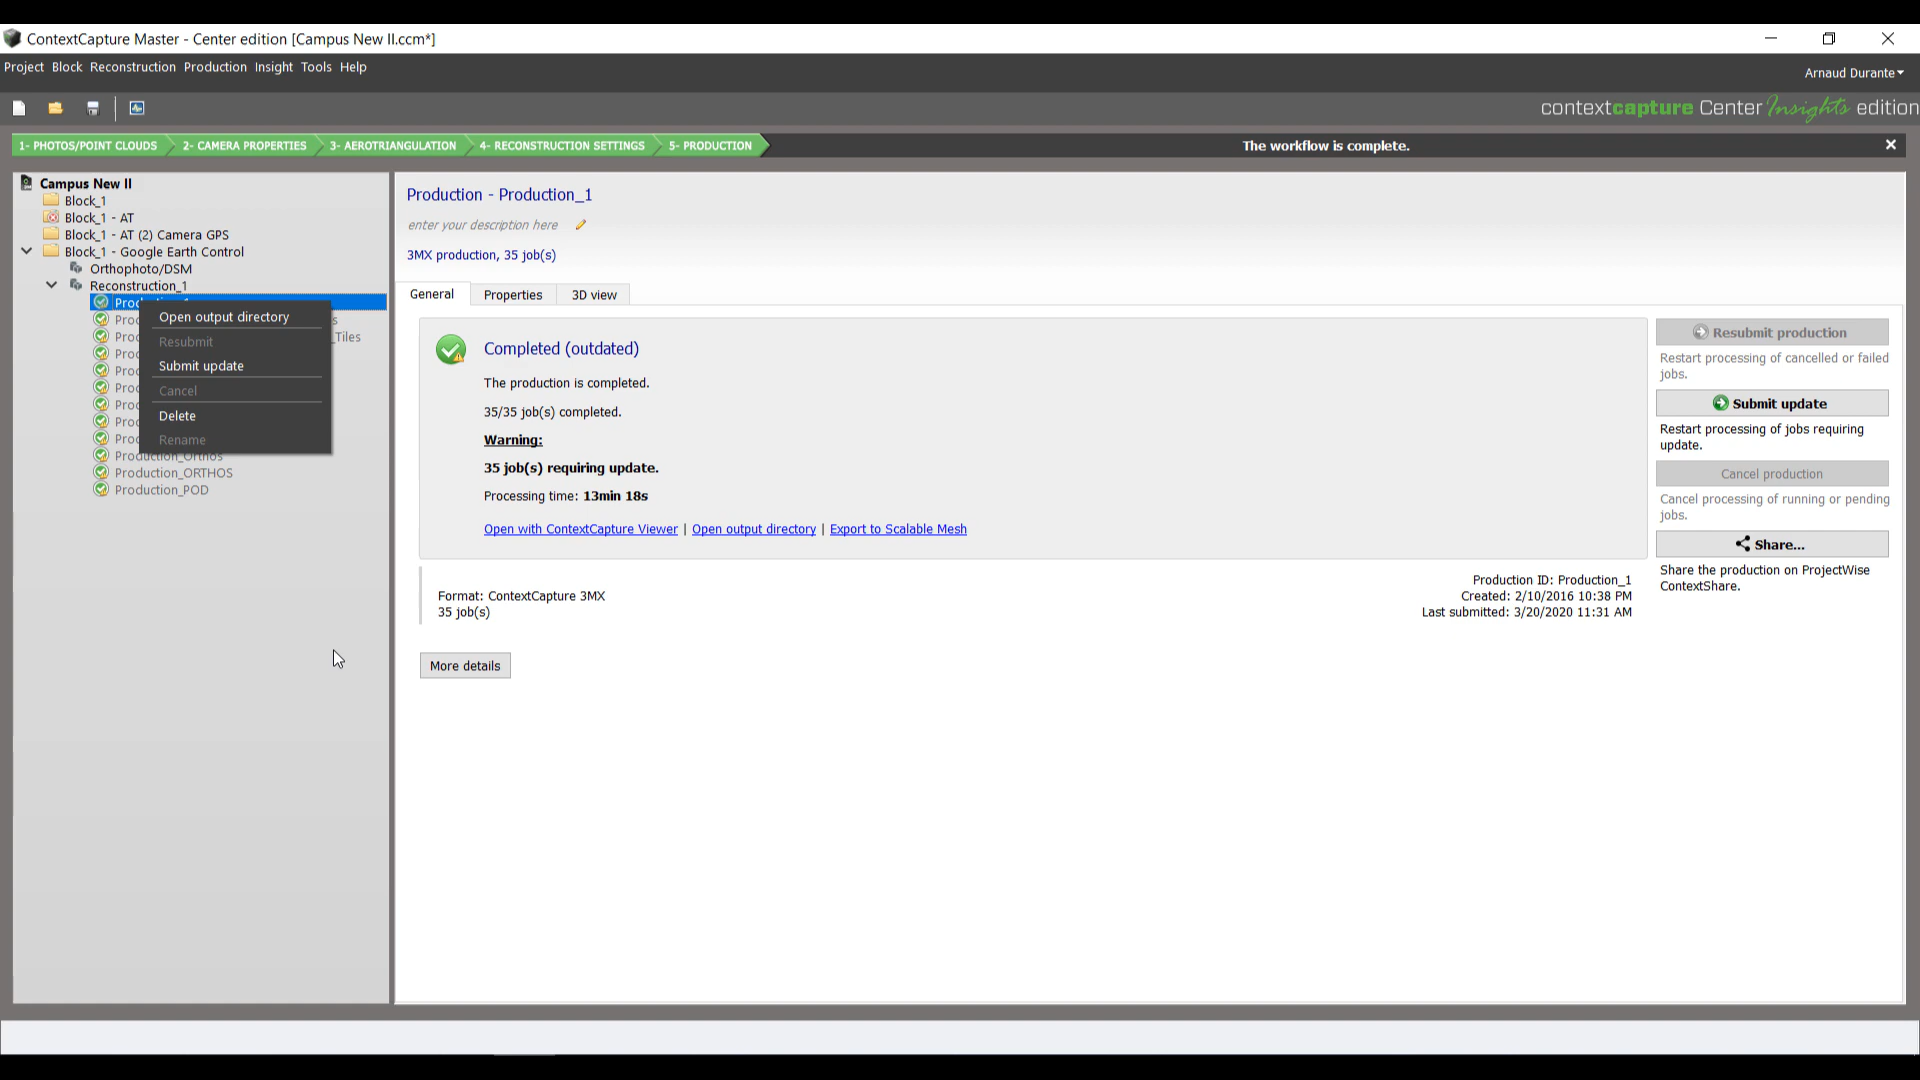 ContextCapture Master - Center edition [Campus New II.ccm*]
Project Block Reconstruction Production Insight Tools Help
Arnaud Durante
contextcapture Center Insights edition
1- PHOTOS/POINT CLOUDS 2- CAMERA PROPERTIES 3- AEROTRIANGULATION 4- RECONSTRUCTION SETTINGS 5- PRODUCTION The workflow is complete.
Campus New II
Block_1
Block_1 - AT
Block_1 - AT (2) Camera GPS
Block_1 - Google Earth Control
Orthophoto/DSM
Reconstruction_1
Open output directory
Resubmit
_Tiles
Submit update
Cancel
Delete
Rename
Production_Orthos
Production_ORTHOS
Production_POD
Production - Production_1
enter your description here
3MX production, 35 job(s)
General Properties 3D view
Completed (outdated)
The production is completed.
35/35 job(s) completed.
Warning:
35 job(s) requiring update.
Processing time: 13min 18s
Open with ContextCapture Viewer | Open output directory | Export to Scalable Mesh
Format: ContextCapture 3MX
35 job(s)
Production ID: Production_1
Created: 2/10/2016 10:38 PM
Last submitted: 3/20/2020 11:31 AM
More details
Resubmit production
Restart processing of cancelled or failed
jobs.
Submit update
Restart processing of jobs requiring
update.
Cancel production
Cancel processing of running or pending
jobs.
Share...
Share the production on ProjectWise
ContextShare.